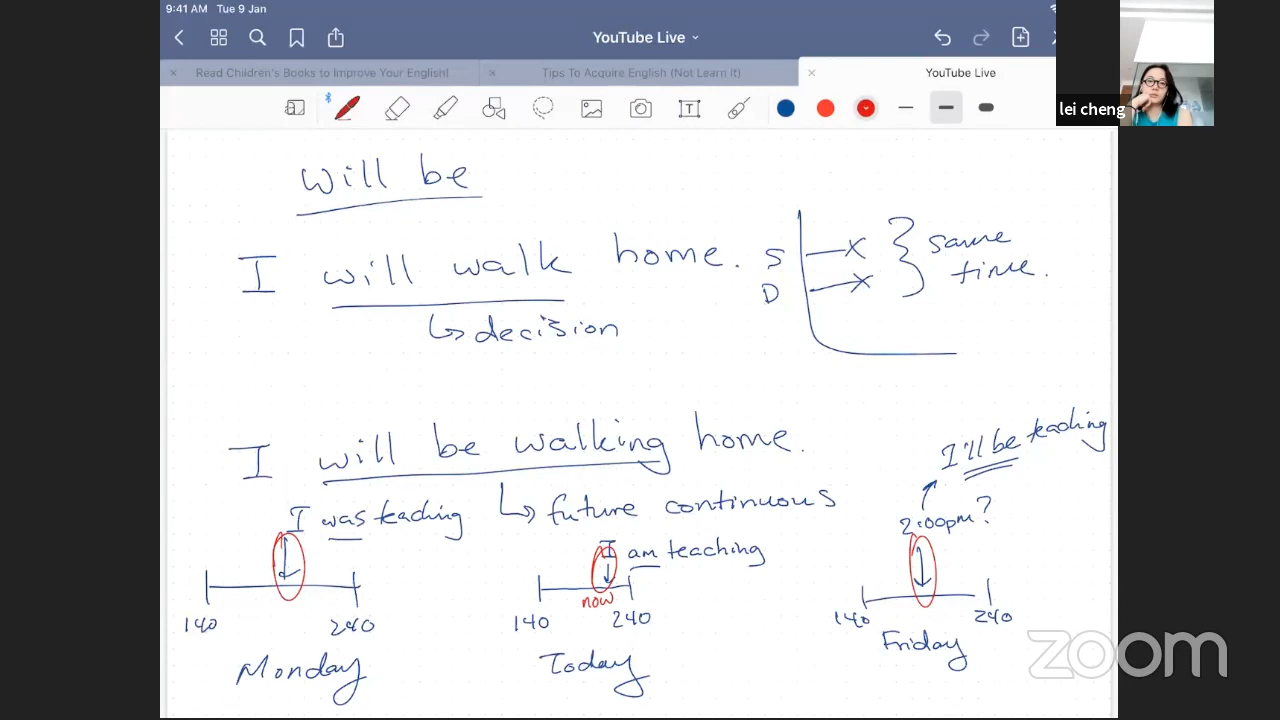 9:41 AM Tue 9 Jan
YouTube Live
Read Children's Books to Improve Your English!
Tips To Acquire English (Not Learn It)
YouTube Live
lei cheng
will be
I will walk home.
decision
S
D
same
time.
I will be walking home.
future continuous
I was teaching
140
240
Monday
I am teaching
now
140
240
Today
I'll be teaching
2:00pm?
140
240
Friday
zoom